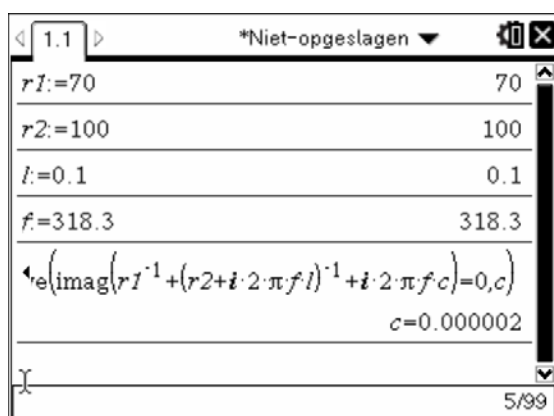 1.1 *Niet-opgeslagen
r1:=70 70
r2:=100 100
l:=0.1 0.1
f:=318.3 318.3
e(imag(r1⁻¹+(r2+i·2·π·f·l)⁻¹+i·2·π·f·c)=0,c)
c=0.000002
5/99